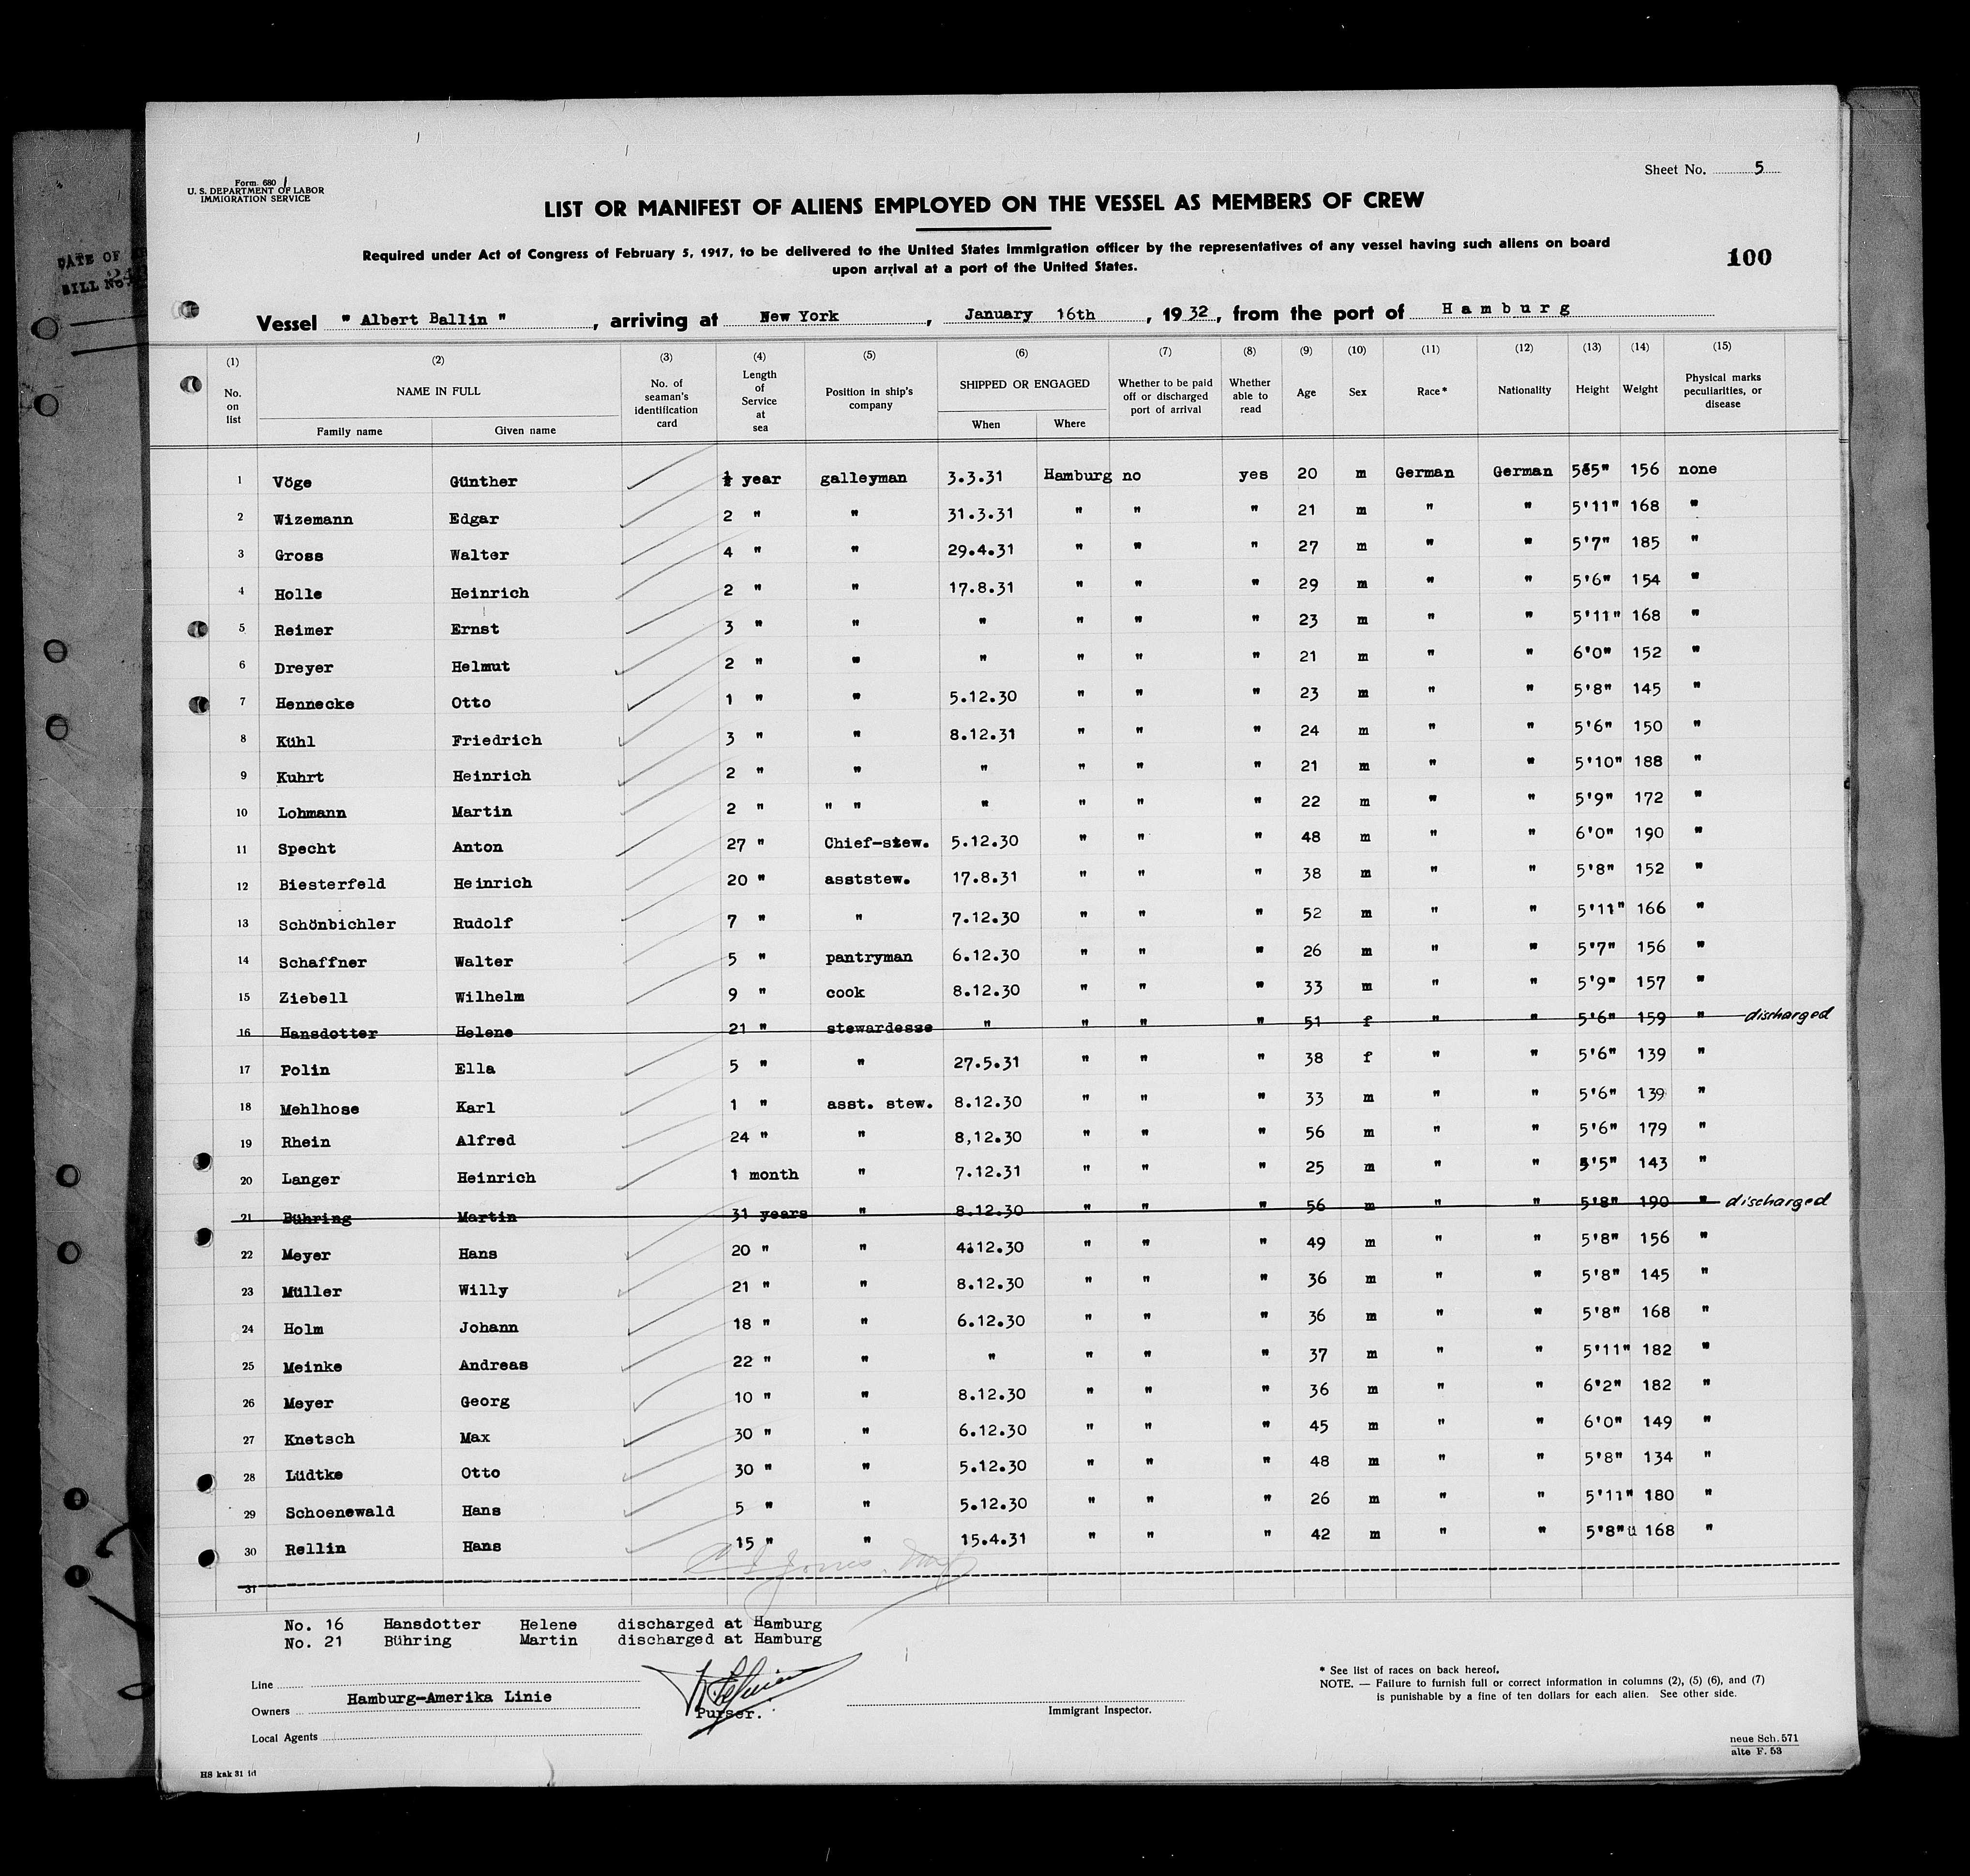 Form 680
U. S. DEPARTMENT OF LABOR
IMMIGRATION SERVICE
Sheet No. 5
LIST OR MANIFEST OF ALIENS EMPLOYED ON THE VESSEL AS MEMBERS OF CREW
Required under Act of Congress of February 5, 1917, to be delivered to the United States Immigration officer by the representatives of any vessel having such aliens on board
upon arrival at a port of the United States.
100
DATE OF
BILL NO
Vessel " Albert Ballin " , arriving at New York , January 16th , 19 32, from the port of Hamburg
(1) (2) (3) (4) (5) (6) (7) (8) (9) (10) (11) (12) (13) (14) (15)
No. on list NAME IN FULL Family name Given name No. of seaman's identification card Length of Service at sea Position in ship's company SHIPPED OR ENGAGED When Where Whether to be paid off or discharged port of arrival Whether able to read Age Sex Race* Nationality Height Weight Physical marks peculiarities, or disease
1 Vöge Günther year galleyman 3.3.31 Hamburg no yes 20 m German German 5'5" 156 none
2 Wizemann Edgar 2 " " 31.3.31 " " " 21 m " " 5'11" 168 "
3 Gross Walter 4 " " 29.4.31 " " " 27 m " " 5'7" 185 "
4 Holle Heinrich 2 " " 17.8.31 " " " 29 m " " 5'6" 154 "
5 Reimer Ernst 3 " " " " " " 23 m " " 5'11" 168 "
6 Dreyer Helmut 2 " " " " " " 21 m " " 6'0" 152 "
7 Hennecke Otto 1 " " 5.12.30 " " " 23 m " " 5'8" 145 "
8 Kühl Friedrich 3 " " 8.12.31 " " " 24 m " " 5'6" 150 "
9 Kuhrt Heinrich 2 " " " " " " 21 m " " 5'10" 188 "
10 Lohmann Martin 2 " " " " " " " 22 m " " 5'9" 172 "
11 Specht Anton 27 " Chief-stew. 5.12.30 " " " 48 m " " 6'0" 190 "
12 Biesterfeld Heinrich 20 " asststew. 17.8.31 " " " 38 m " " 5'8" 152 "
13 Schönbichler Rudolf 7 " " 7.12.30 " " " 52 m " " 5'11" 166 "
14 Schaffner Walter 5 " pantryman 6.12.30 " " " 26 m " " 5'7" 156 "
15 Ziebell Wilhelm 9 " cook 8.12.30 " " " 33 m " " 5'9" 157 "
16 Hansdotter Helene 21 " stewardesse " " " " 51 f " " 5'6" 159 " discharged
17 Polin Ella 5 " " 27.5.31 " " " 38 f " " 5'6" 139 "
18 Mehlhose Karl 1 " asst. stew. 8.12.30 " " " 33 m " " 5'6" 139 "
19 Rhein Alfred 24 " " 8,12.30 " " " 56 m " " 5'6" 179 "
20 Langer Heinrich 1 month " 7.12.31 " " " 25 m " " 5'5" 143 "
21 Bühring Martin 31 years " 8.12.30 " " " 56 m " " 5'8" 190 " discharged
22 Meyer Hans 20 " " 4.12.30 " " " 49 m " " 5'8" 156 "
23 Müller Willy 21 " " 8.12.30 " " " 36 m " " 5'8" 145 "
24 Holm Johann 18 " " 6.12.30 " " " 36 m " " 5'8" 168 "
25 Meinke Andreas 22 " " " " " " 37 m " " 5'11" 182 "
26 Meyer Georg 10 " " 8.12.30 " " " 36 m " " 6'2" 182 "
27 Knetsch Max 30 " " 6.12.30 " " " 45 m " " 6'0" 149 "
28 Lüdtke Otto 30 " " 5.12.30 " " " 48 m " " 5'8" 134 "
29 Schoenewald Hans 5 " " 5.12.30 " " " 26 m " " 5'11" 180 "
30 Rellin Hans 15 " " 15.4.31 " " " 42 m " " 5'8" 168 "
31
No. 16 Hansdotter Helene discharged at Hamburg
No. 21 Bühring Martin discharged at Hamburg
Line
Owners Hamburg-Amerika Linie
Local Agents
Purser.
Immigrant Inspector.
* See list of races on back hereof.
NOTE. — Failure to furnish full or correct information in columns (2), (5) (6), and (7)
is punishable by a fine of ten dollars for each alien. See other side.
neue Sch. 571
alte F. 53
HS kak 31 1d